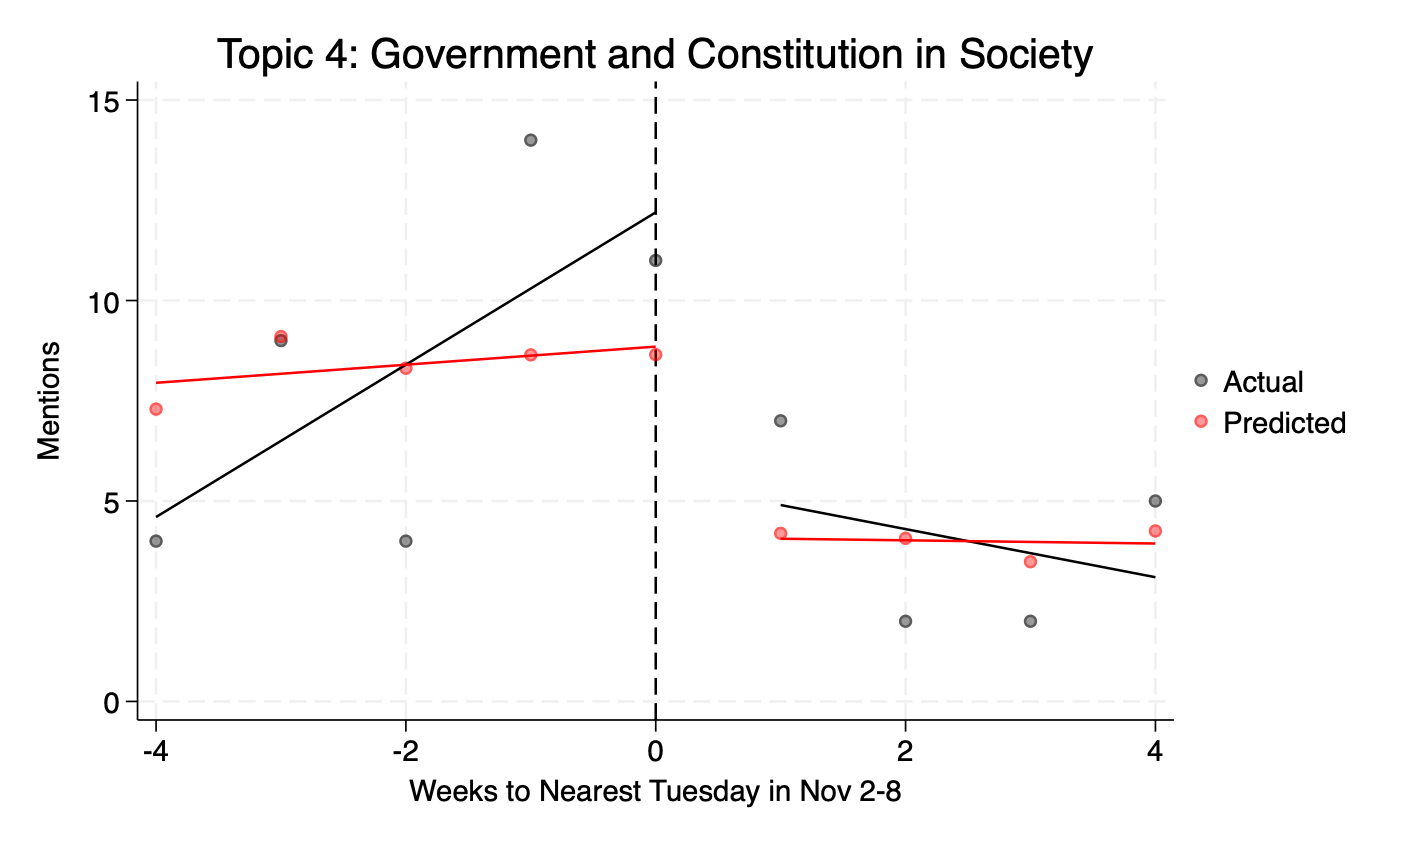 Topic 4: Government and Constitution in Society
15
10
5
0
Mentions
-4
-2
0
2
4
Weeks to Nearest Tuesday in Nov 2-8
Actual
Predicted